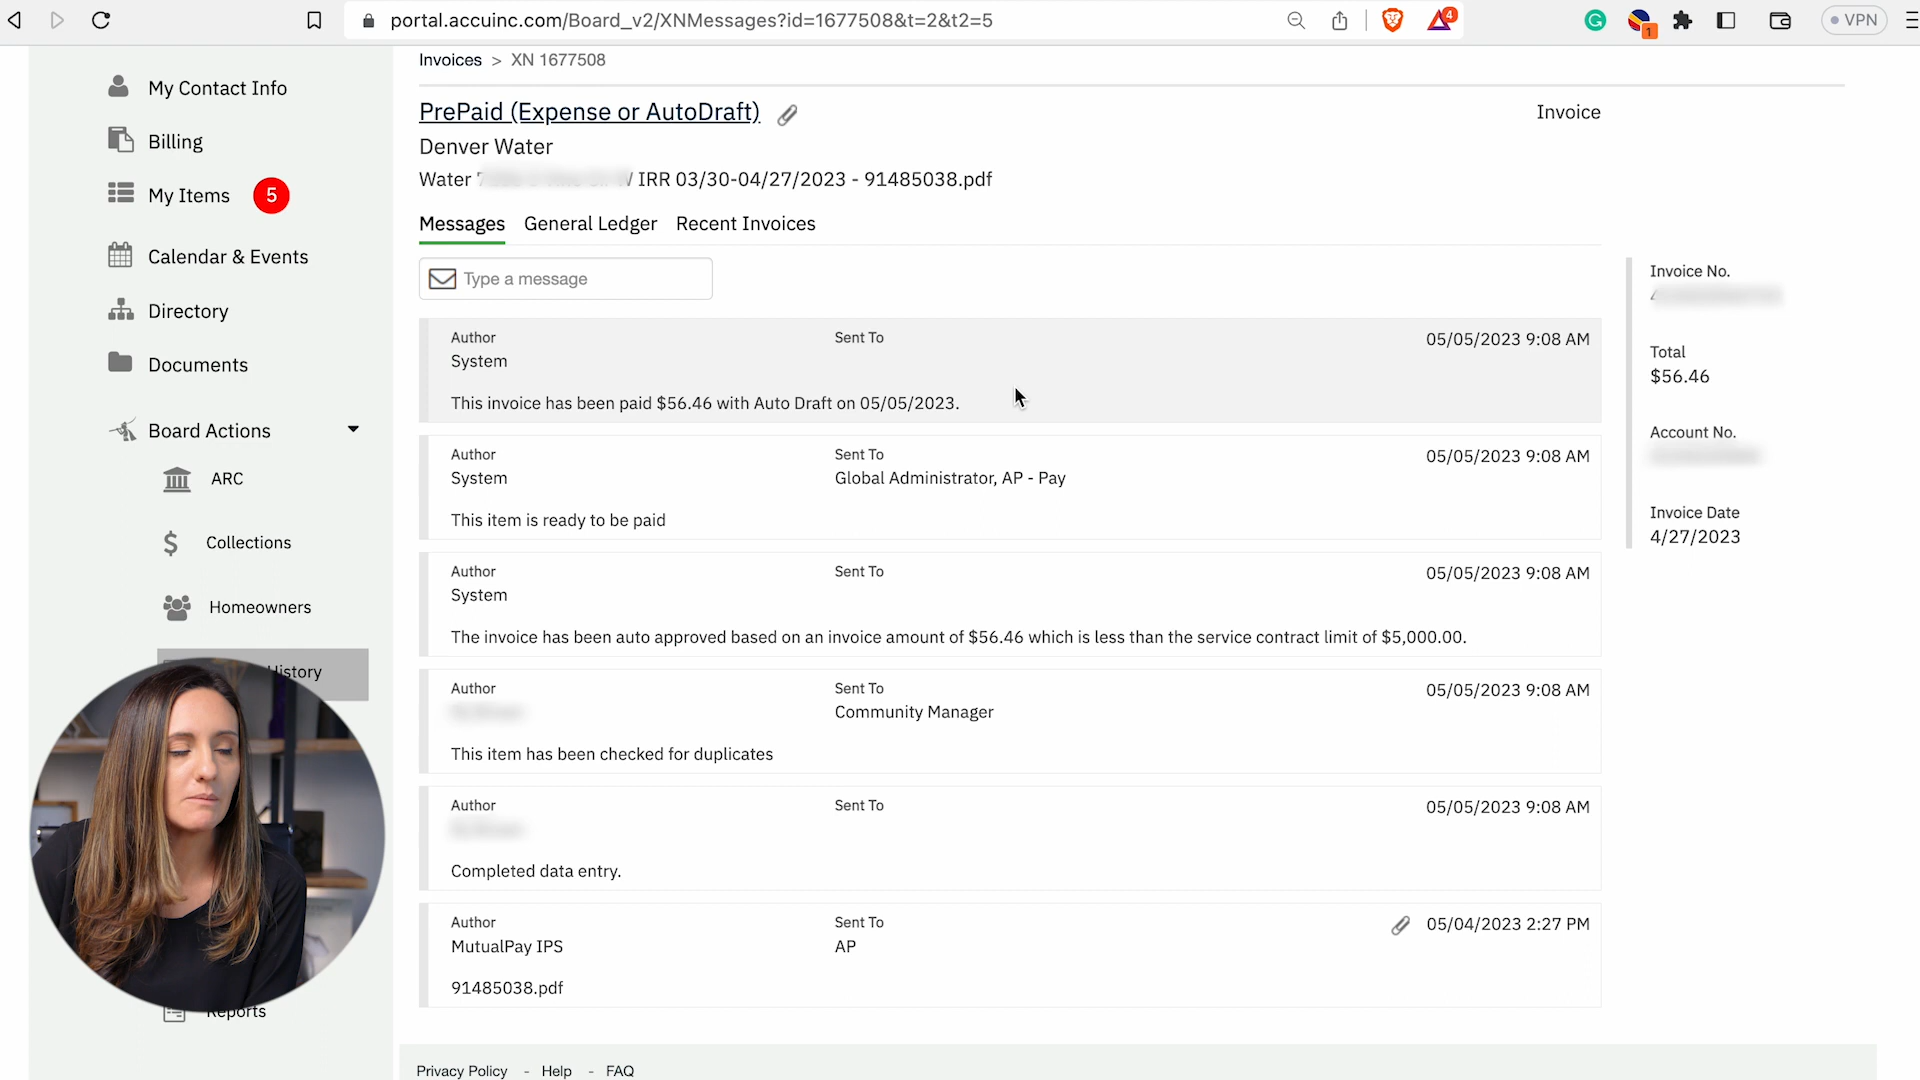 portal.accuinc.com/Board_v2/XNMessages?id=1677508&t=2&t2=5
4
1
VPN
My Contact Info
Billing
My Items 5
Calendar & Events
Directory
Documents
Board Actions
ARC
Collections
Homeowners
History
Reports
Invoices > XN 1677508
PrePaid (Expense or AutoDraft)
Invoice
Denver Water
Water IRR 03/30-04/27/2023 - 91485038.pdf
Messages General Ledger Recent Invoices
Type a message
Author Sent To 05/05/2023 9:08 AM
System
This invoice has been paid $56.46 with Auto Draft on 05/05/2023.
Author Sent To 05/05/2023 9:08 AM
System Global Administrator, AP - Pay
This item is ready to be paid
Author Sent To 05/05/2023 9:08 AM
System
The invoice has been auto approved based on an invoice amount of $56.46 which is less than the service contract limit of $5,000.00.
Author Sent To 05/05/2023 9:08 AM
Community Manager
This item has been checked for duplicates
Author Sent To 05/05/2023 9:08 AM
Completed data entry.
Author Sent To 05/04/2023 2:27 PM
MutualPay IPS AP
91485038.pdf
Invoice No.
Total
$56.46
Account No.
Invoice Date
4/27/2023
Privacy Policy - Help - FAQ